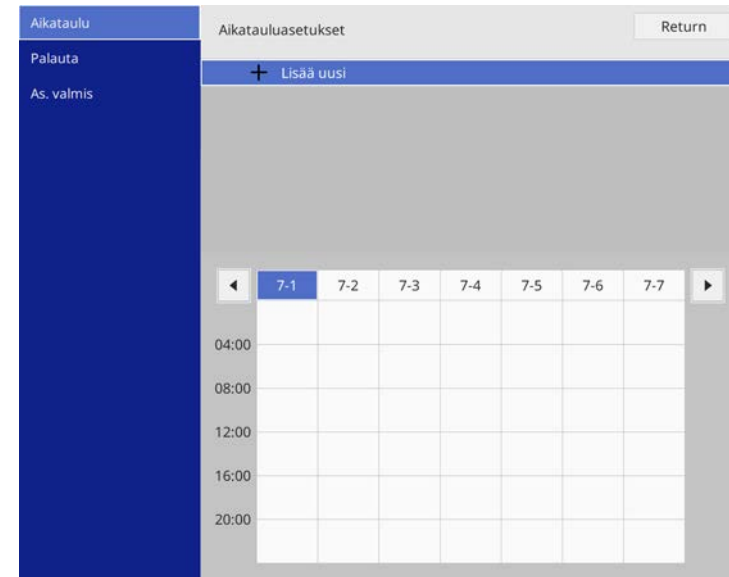 Aikataulu
Palauta
As. valmis
Aikatauluasetukset
Return
+ Lisää uusi
7-1 7-2 7-3 7-4 7-5 7-6 7-7
04:00
08:00
12:00
16:00
20:00